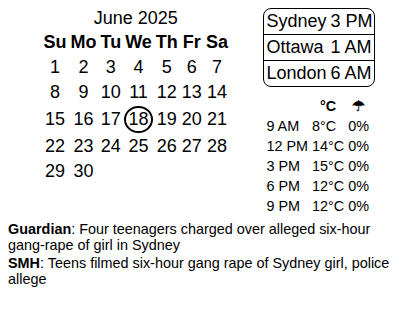 June 2025
Su Mo Tu We Th Fr Sa
1 2 3 4 5 6 7
8 9 10 11 12 13 14
15 16 17 18 19 20 21
22 23 24 25 26 27 28
29 30
Sydney 3 PM
Ottawa 1 AM
London 6 AM
°C ☂
9 AM 8°C 0%
12 PM 14°C 0%
3 PM 15°C 0%
6 PM 12°C 0%
9 PM 12°C 0%
Guardian: Four teenagers charged over alleged six-hour
gang-rape of girl in Sydney
SMH: Teens filmed six-hour gang rape of Sydney girl, police
allege